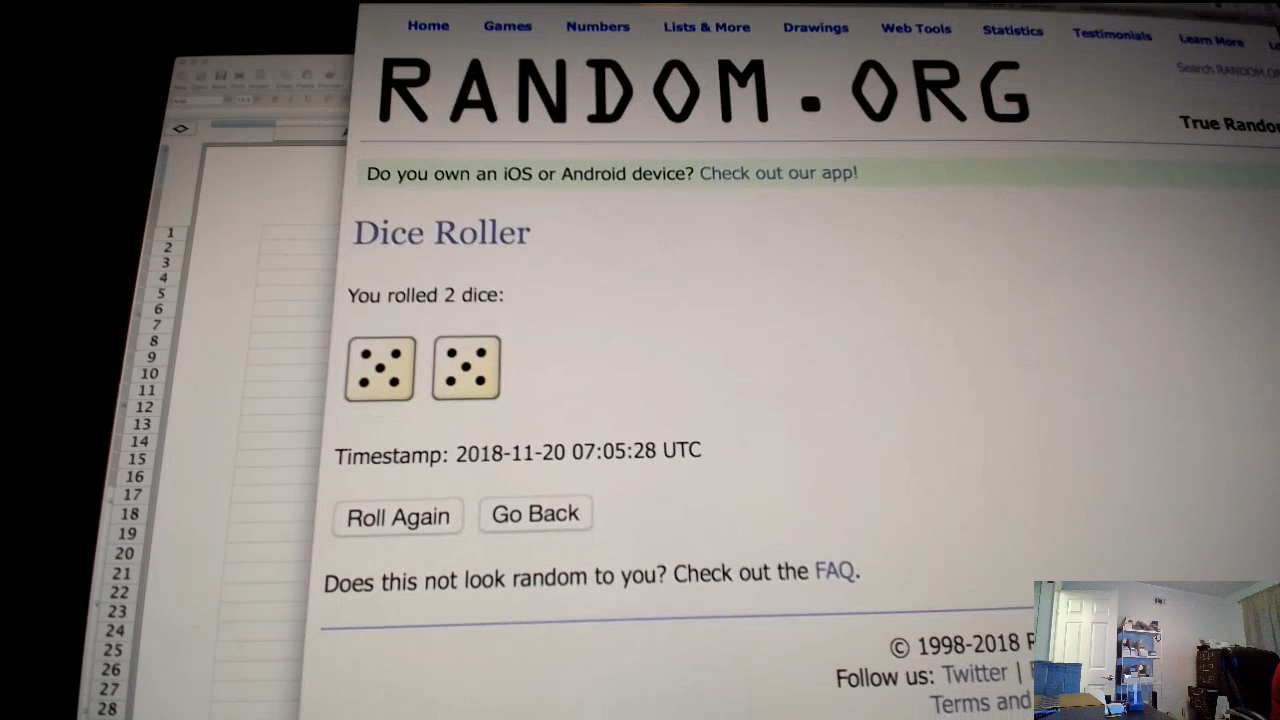 Home Games Numbers Lists & More Drawings Web Tools Statistics Testimonials Learn More
RANDOM.ORG
Search RANDOM.OR
True Rando
Do you own an iOS or Android device? Check out our app!
Dice Roller
You rolled 2 dice:
Timestamp: 2018-11-20 07:05:28 UTC
Roll Again Go Back
Does this not look random to you? Check out the FAQ.
© 1998-2018 R
Follow us: Twitter |
Terms and
1
2
3
4
5
6
7
8
9
10
11
12
13
14
15
16
17
18
19
20
21
22
23
24
25
26
27
28